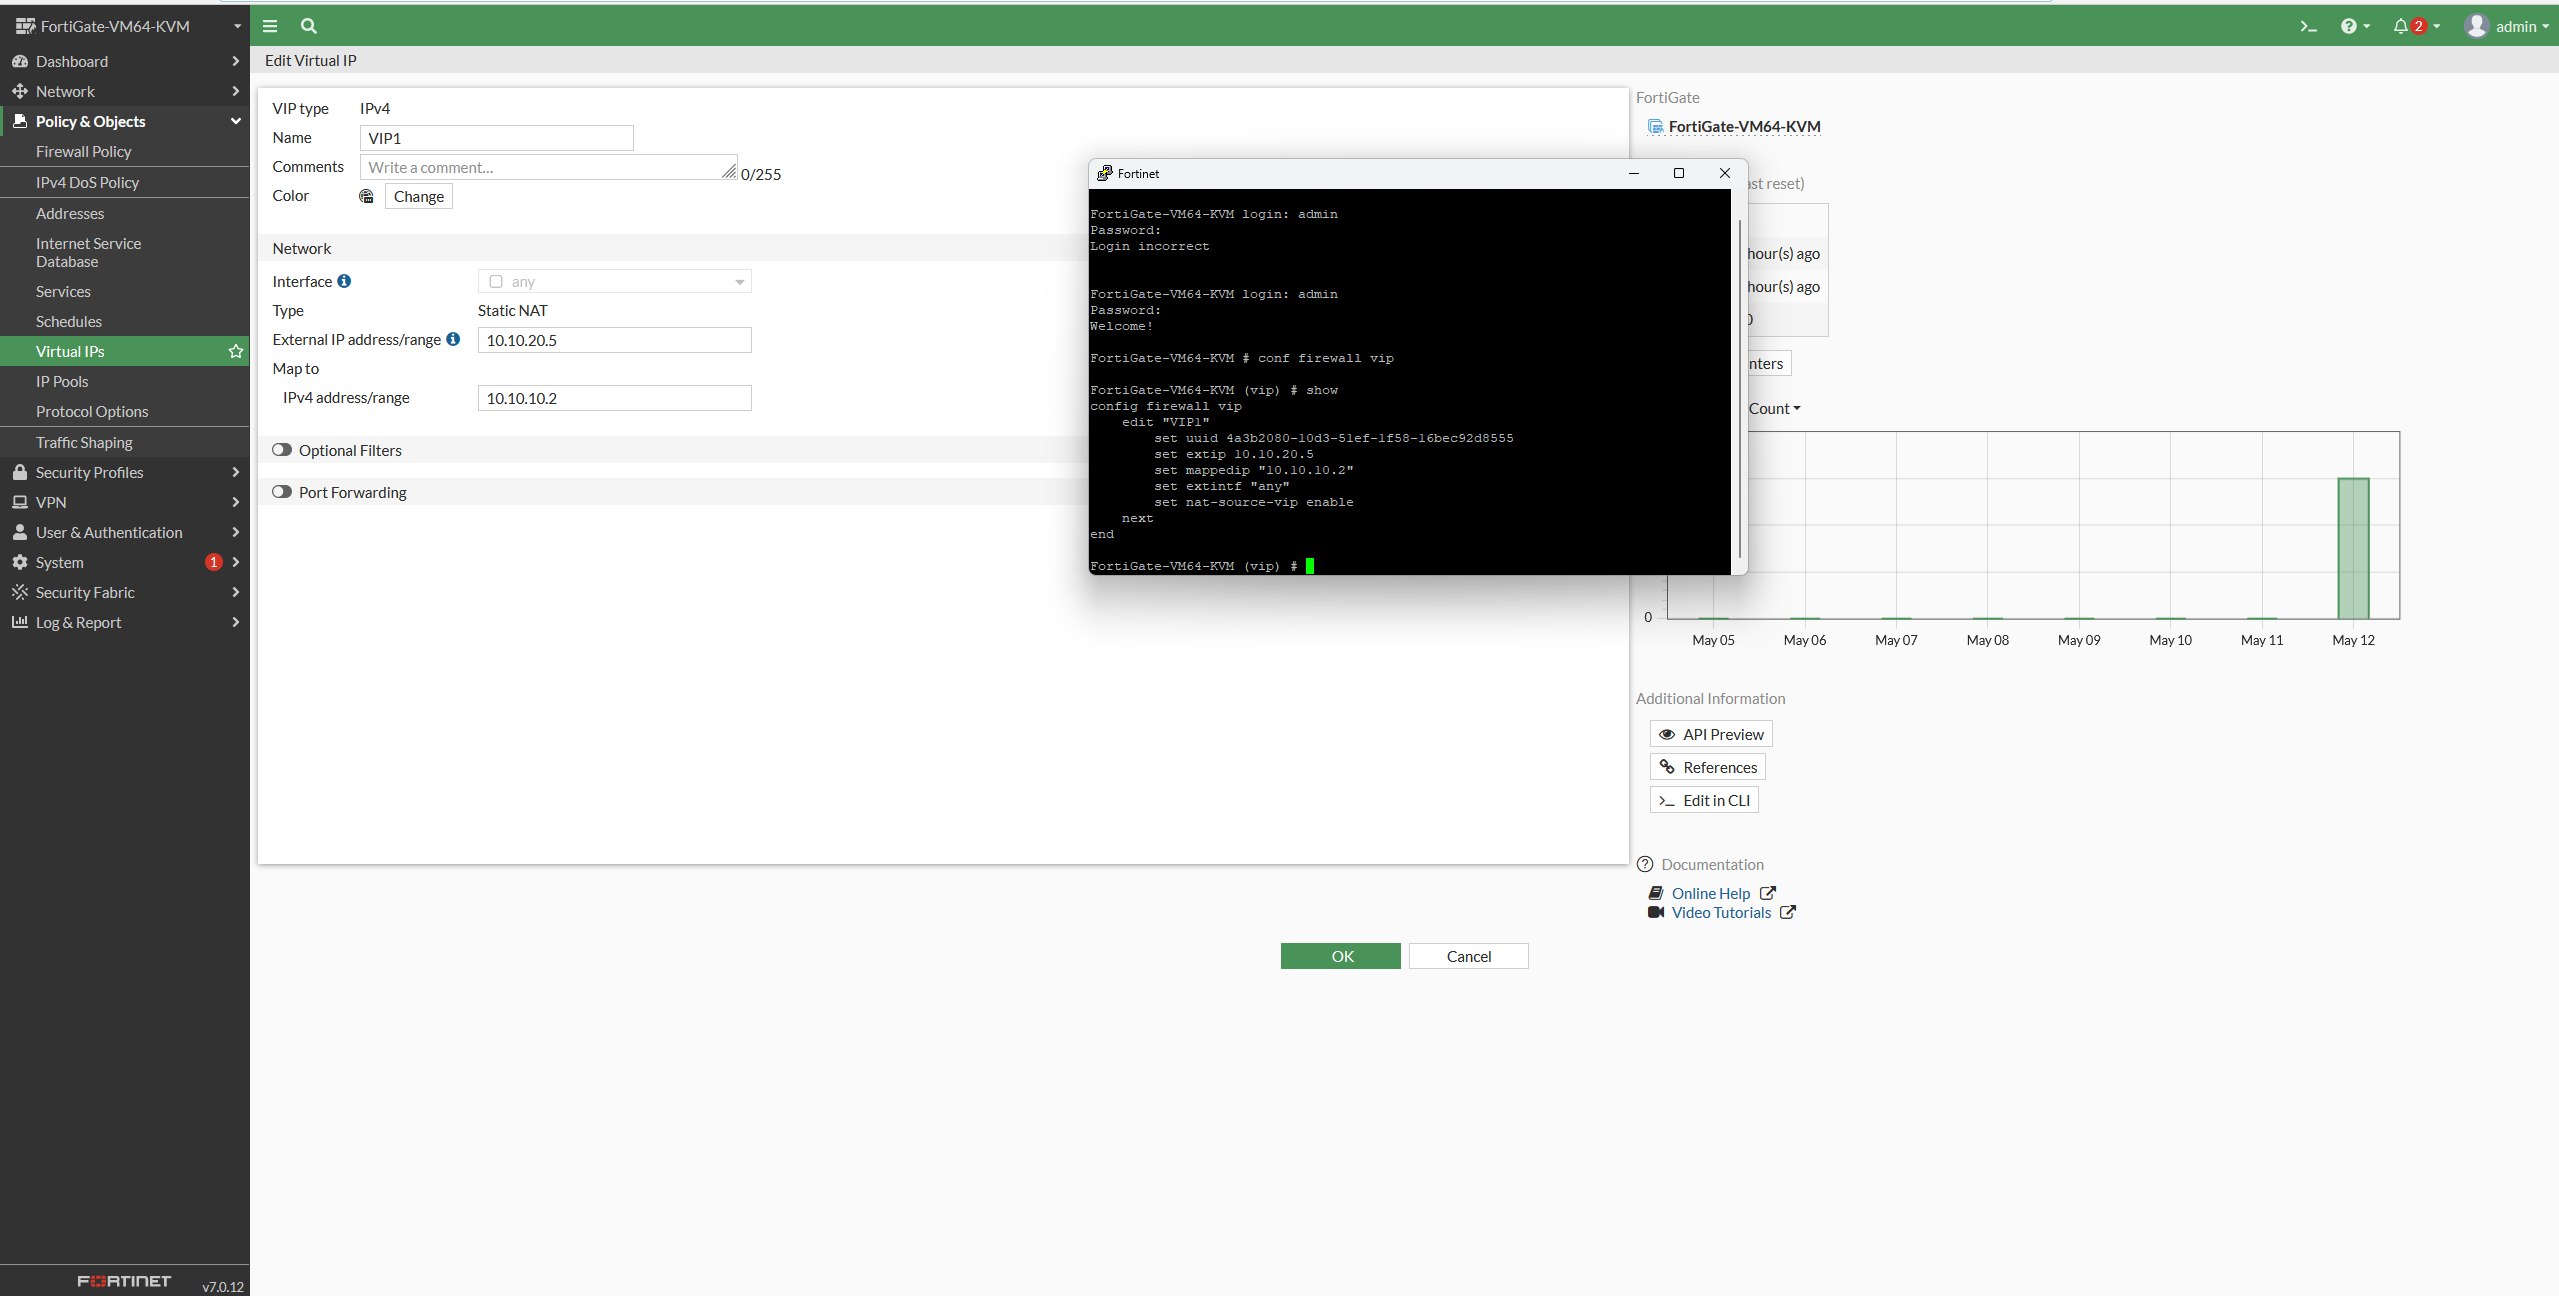 FortiGate-VM64-KVM
Dashboard
Network
Policy & Objects
Firewall Policy
IPv4 DoS Policy
Addresses
Internet Service
Database
Services
Schedules
Virtual IPs
IP Pools
Protocol Options
Traffic Shaping
Security Profiles
VPN
User & Authentication
System 1
Security Fabric
Log & Report
FORTINET v7.0.12
2 admin
Edit Virtual IP
VIP type IPv4
Name VIP1
Comments Write a comment... 0/255
Color Change
Network
Interface any
Type Static NAT
External IP address/range 10.10.20.5
Map to
IPv4 address/range 10.10.10.2
Optional Filters
Port Forwarding
OK Cancel
Fortinet
FortiGate-VM64-KVM login: admin
Password:
Login incorrect
FortiGate-VM64-KVM login: admin
Password:
Welcome!
FortiGate-VM64-KVM # conf firewall vip
FortiGate-VM64-KVM (vip) # show
config firewall vip
edit "VIP1"
set uuid 4a3b2080-10d3-51ef-1f58-16bec92d8555
set extip 10.10.20.5
set mappedip "10.10.10.2"
set extintf "any"
set nat-source-vip enable
next
end
FortiGate-VM64-KVM (vip) #
FortiGate
FortiGate-VM64-KVM
ast reset)
hour(s) ago
hour(s) ago
nters
Count
0
May 05 May 06 May 07 May 08 May 09 May 10 May 11 May 12
Additional Information
API Preview
References
Edit in CLI
Documentation
Online Help
Video Tutorials